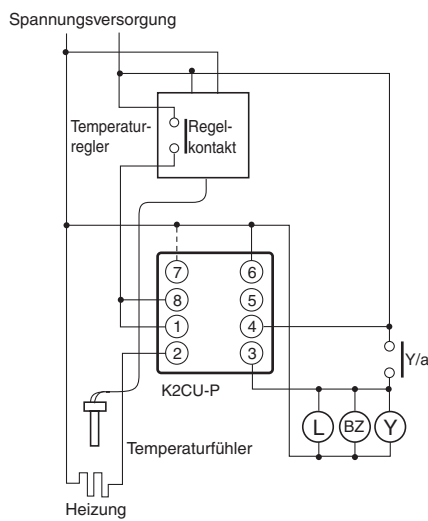 Spannungsversorgung
Temperatur-
regler
Regel-
kontakt
7
6
8
5
1
4
2
3
K2CU-P
Y/a
L
BZ
Y
Temperaturfühler
Heizung